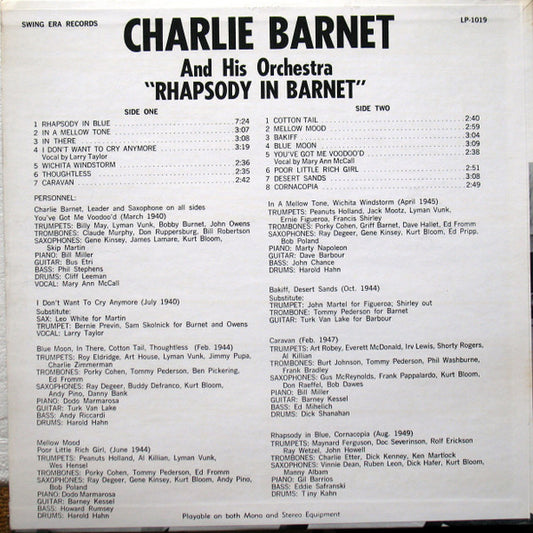 SWING ERA RECORDS
LP-1019
CHARLIE BARNET
And His Orchestra
"RHAPSODY IN BARNET"
SIDE ONE
1 RHAPSODY IN BLUE 7:24
2 IN A MELLOW TONE 3:07
3 IN THERE 3:08
4 I DON'T WANT TO CRY ANYMORE 3:19
Vocal by Larry Taylor
5 WICHITA WINDSTORM 2:36
6 THOUGHTLESS 2:35
7 CARAVAN 2:42
SIDE TWO
1 COTTON TAIL 2:40
2 MELLOW MOOD 2:59
3 BAKIFF 3:04
4 BLUE MOON 3:09
5 YOU'VE GOT ME VOODOO'D 2:38
Vocal by Mary Ann McCall
6 POOR LITTLE RICH GIRL 2:51
7 DESERT SANDS 3:08
8 CORNACOPIA 2:49
PERSONNEL:
Charlie Barnet, Leader and Saxophone on all sides
You've Got Me Voodoo'd (March 1940)
TRUMPETS: Billy May, Lyman Vunk, Bobby Burnet, John Owens
TROMBONES: Claude Murphy, Don Ruppersburg, Bill Robertson
SAXOPHONES: Gene Kinsey, James Lamare, Kurt Bloom,
Skip Martin
PIANO: Bill Miller
GUITAR: Bus Etri
BASS: Phil Stephens
DRUMS: Cliff Leeman
VOCAL: Mary Ann McCall
I Don't Want To Cry Anymore (July 1940)
Substitute:
SAX: Leo White for Martin
TRUMPET: Bernie Previn, Sam Skolnick for Burnet and Owens
VOCAL: Larry Taylor
Blue Moon, In There, Cotton Tail, Thoughtless (Feb. 1944)
TRUMPETS: Roy Eldridge, Art House, Lyman Vunk, Jimmy Pupa,
Charlie Zimmerman
TROMBONES: Porky Cohen, Tommy Pederson, Ben Pickering,
Ed Fromm
SAXOPHONES: Ray Degeer, Buddy Defranco, Kurt Bloom,
Andy Pino, Danny Bank
PIANO: Dodo Marmarosa
GUITAR: Turk Van Lake
BASS: Andy Riccardi
DRUMS: Harold Hahn
Mellow Mood
Poor Little Rich Girl, (June 1944)
TRUMPETS: Peanuts Holland, Al Killian, Lyman Vunk,
Wes Hensel
TROMBONES: Porky Cohen, Tommy Pederson, Ed Fromm
SAXOPHONES: Ray Degeer, Gene Kinsey, Kurt Bloom, Andy Pino,
Bob Poland
PIANO: Dodo Marmarosa
GUITAR: Barney Kessel
BASS: Howard Rumsey
DRUMS: Harold Hahn
In A Mellow Tone, Wichita Windstorm (April 1945)
TRUMPETS: Peanuts Holland, Jack Mootz, Lyman Vunk,
Ernie Figueroa, Francis Shirley
TROMBONES: Porky Cohen, Griff Barnet, Dave Hallet, Ed Fromm
SAXOPHONES: Ray Degeer, Gene Kinsey, Kurt Bloom, Ed Pripp,
Bob Poland
PIANO: Marty Napoleon
GUITAR: Dave Barbour
BASS: John Chance
DRUMS: Harold Hahn
Bakiff, Desert Sands (Oct. 1944)
Substitute:
TRUMPET: John Martel for Figueroa; Shirley out
TROMBONE: Tommy Pederson for Barnet
GUITAR: Turk Van Lake for Barbour
Caravan (Feb. 1947)
TRUMPETS: Art Robey, Everett McDonald, Irv Lewis, Shorty Rogers,
Al Killian
TROMBONES: Burt Johnson, Tommy Pederson, Phil Washburne,
Frank Bradley
SAXOPHONES: Gus McReynolds, Frank Pappalardo, Kurt Bloom,
Don Raeffel, Bob Dawes
PIANO: Bill Miller
GUITAR: Barney Kessel
BASS: Ed Mihelich
DRUMS: Dick Shanahan
Rhapsody in Blue, Cornacopia (Aug. 1949)
TRUMPETS: Maynard Ferguson, Doc Severinson, Rolf Erickson
Ray Wetzel, John Howell
TROMBONES: Charlie Etter, Dick Kenney, Ken Martlock
SAXOPHONES: Vinnie Dean, Ruben Leon, Dick Hafer, Kurt Bloom,
Manny Albam
PIANO: Gil Barrios
BASS: Eddie Safranski
DRUMS: Tiny Kahn
Playable on both Mono and Stereo Equipment